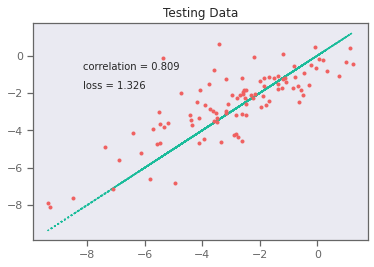 Testing Data
correlation = 0.809
loss = 1.326
0
−2
−4
−6
−8
−8 −6 −4 −2 0